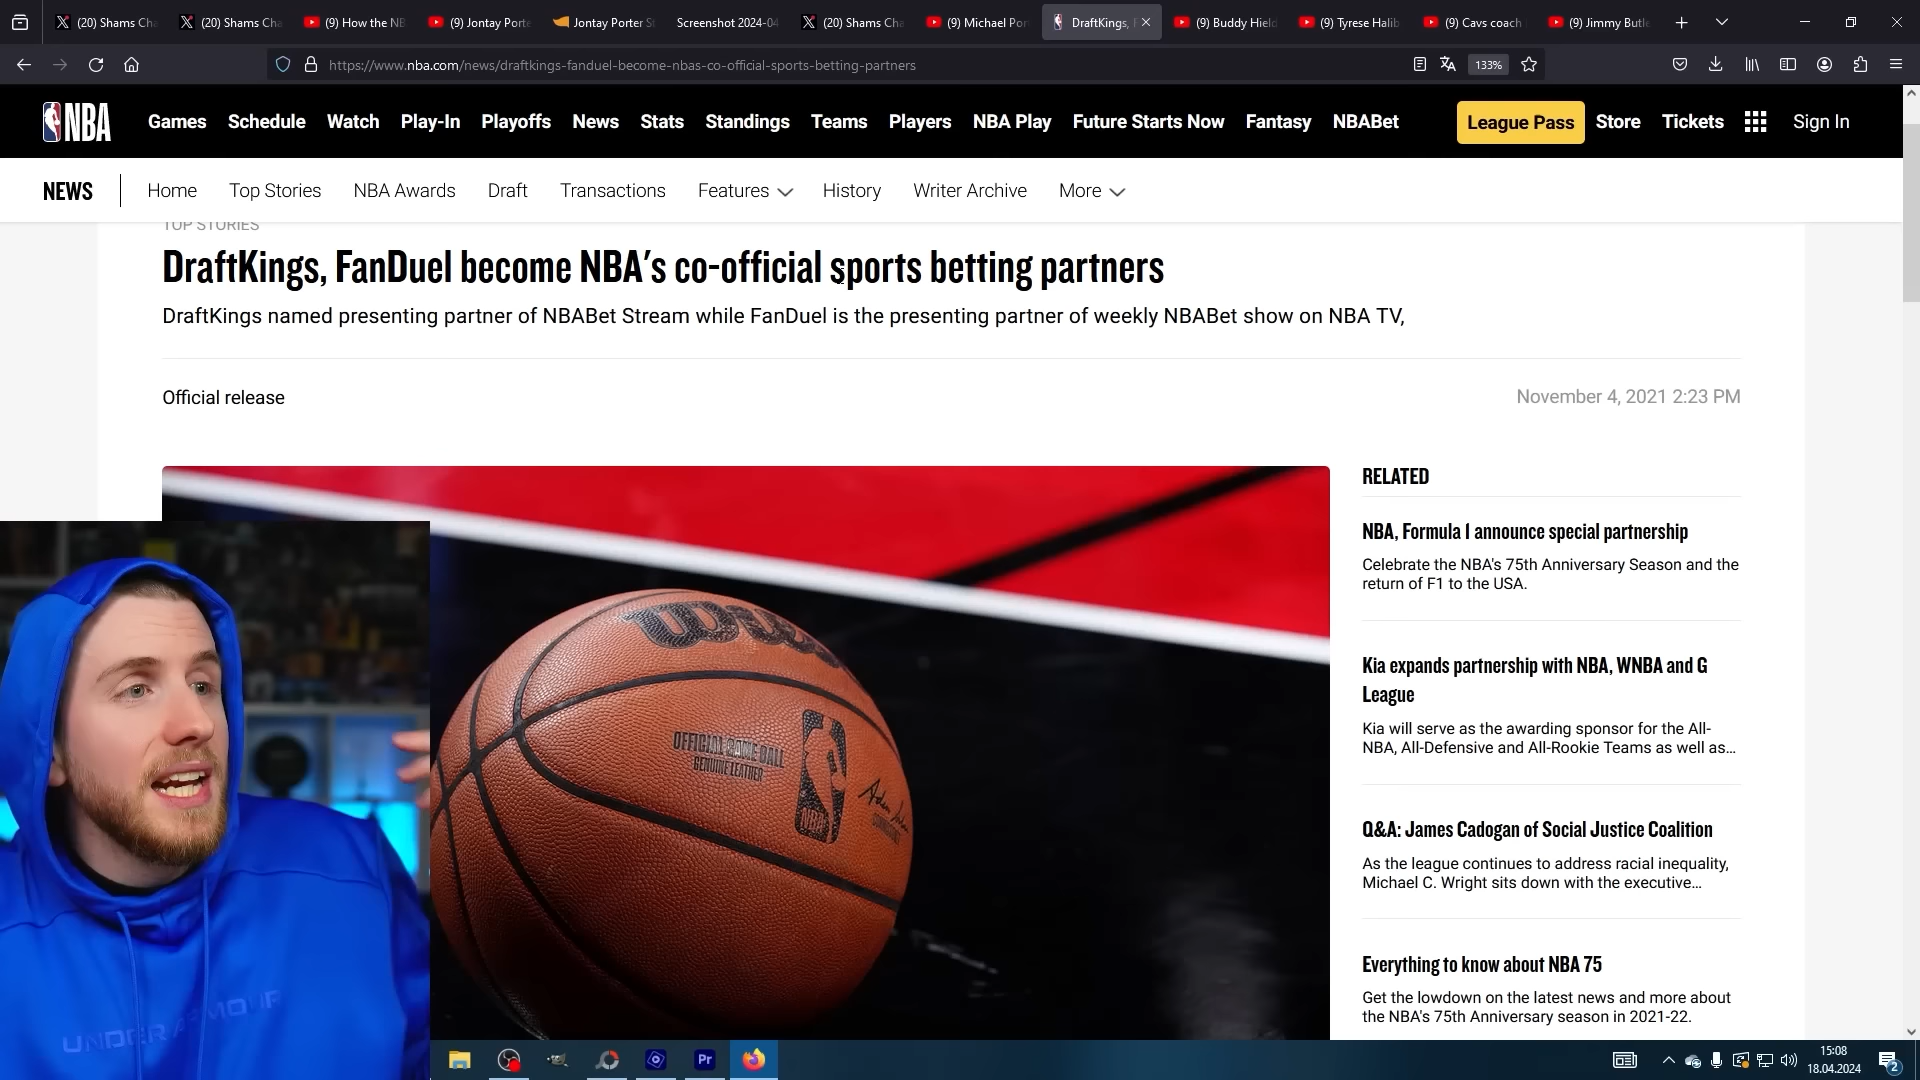 (20) Shams Cha
(20) Shams Cha
(9) How the NB
(9) Jontay Porte
Jontay Porter St
Screenshot 2024-04
(20) Shams Cha
(9) Michael Por
DraftKings,
(9) Buddy Hield
(9) Tyrese Halib
(9) Cavs coach
(9) Jimmy Butle
https://www.nba.com/news/draftkings-fanduel-become-nbas-co-official-sports-betting-partners
133%
NBA Games Schedule Watch Play-In Playoffs News Stats Standings Teams Players NBA Play Future Starts Now Fantasy NBABet League Pass Store Tickets Sign In
NEWS Home Top Stories NBA Awards Draft Transactions Features History Writer Archive More
TOP STORIES
DraftKings, FanDuel become NBA's co-official sports betting partners
DraftKings named presenting partner of NBABet Stream while FanDuel is the presenting partner of weekly NBABet show on NBA TV,
Official release
November 4, 2021 2:23 PM
RELATED
NBA, Formula 1 announce special partnership
Celebrate the NBA's 75th Anniversary Season and the
return of F1 to the USA.
Kia expands partnership with NBA, WNBA and G
League
Kia will serve as the awarding sponsor for the All-
NBA, All-Defensive and All-Rookie Teams as well as…
Q&A: James Cadogan of Social Justice Coalition
As the league continues to address racial inequality,
Michael C. Wright sits down with the executive…
Everything to know about NBA 75
Get the lowdown on the latest news and more about
the NBA's 75th Anniversary season in 2021-22.
OFFICIAL GAME BALL
GENUINE LEATHER
NBA
UNDER ARMOUR
Pr
15:08
18.04.2024
2